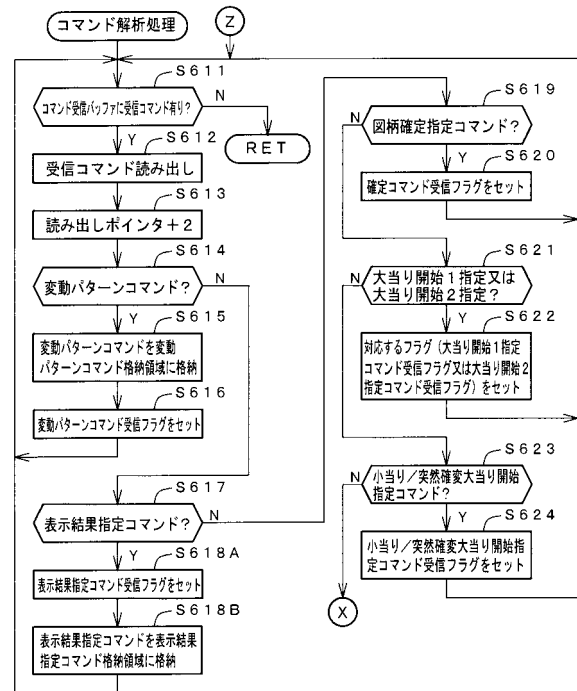 コマンド解析処理
Z
S611
コマンド受信バッファに受信コマンド有り?
N
Y
RET
S612
受信コマンド読み出し
S613
読み出しポインタ+2
S614
変動パターンコマンド?
N
Y
S615
変動パターンコマンドを変動
パターンコマンド格納領域に格納
S616
変動パターンコマンド受信フラグをセット
S617
表示結果指定コマンド?
N
Y
S618A
表示結果指定コマンド受信フラグをセット
S618B
表示結果指定コマンドを表示結果
指定コマンド格納領域に格納
S619
図柄確定指定コマンド?
N
Y
S620
確定コマンド受信フラグをセット
S621
大当り開始1指定又は
大当り開始2指定?
N
Y
S622
対応するフラグ(大当り開始1指定
コマンド受信フラグ又は大当り開始2
指定コマンド受信フラグ)をセット
S623
小当り/突然確変大当り開始
指定コマンド?
N
Y
S624
小当り/突然確変大当り開始指
定コマンド受信フラグをセット
X